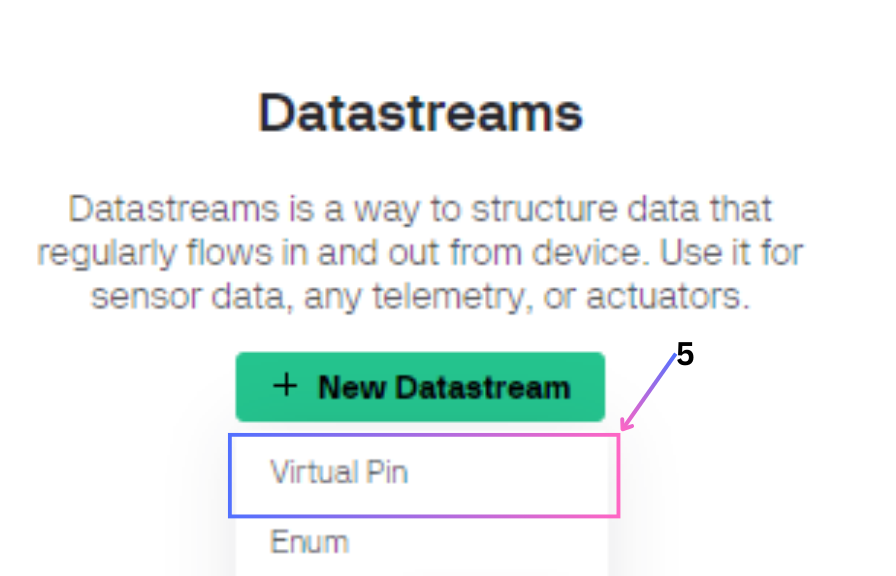 Datastreams
Datastreams is a way to structure data that
regularly flows in and out from device. Use it for
sensor data, any telemetry, or actuators.
5
+ New Datastream
Virtual Pin
Enum